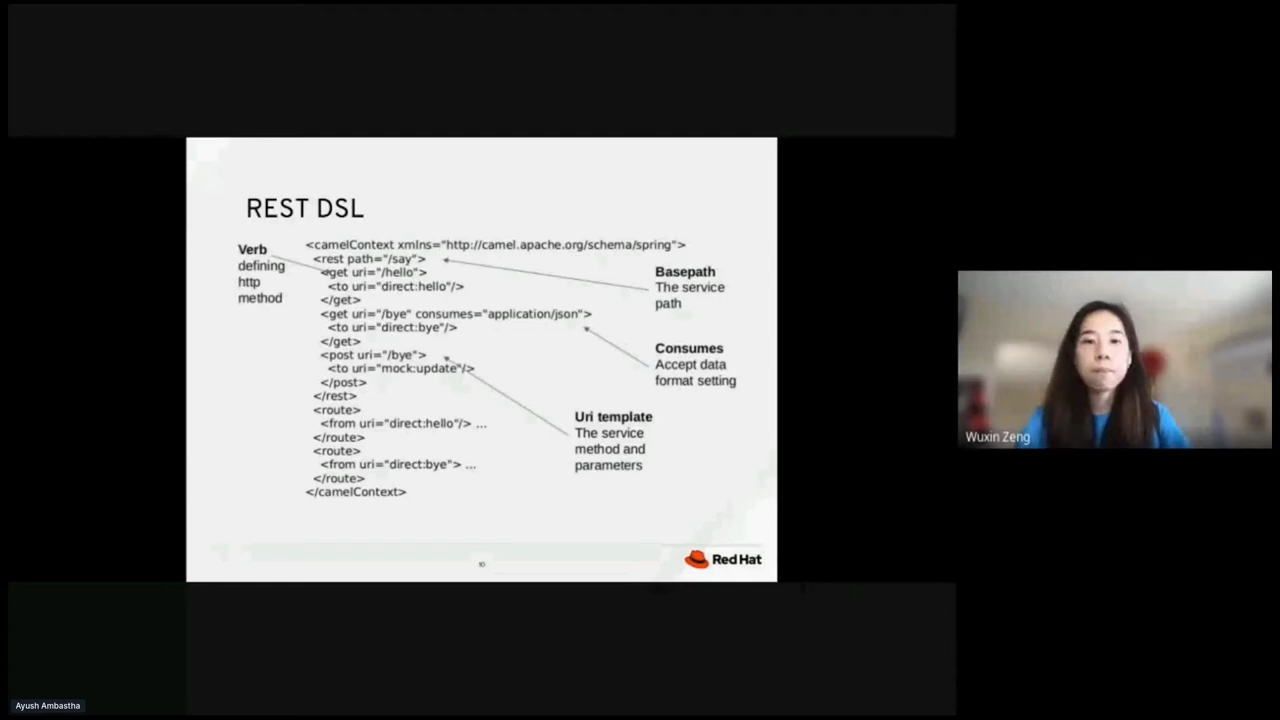 REST DSL
Verb
defining
http
method
<camelContext xmlns="http://camel.apache.org/schema/spring">
<rest path="/say">
<get uri="/hello">
<to uri="direct:hello"/>
</get>
<get uri="/bye" consumes="application/json">
<to uri="direct:bye"/>
</get>
<post uri="/bye">
<to uri="mock:update"/>
</post>
</rest>
<route>
<from uri="direct:hello"/> ...
</route>
<route>
<from uri="direct:bye"> ...
</route>
</camelContext>
Basepath
The service
path
Consumes
Accept data
format setting
Uri template
The service
method and
parameters
10
Red Hat
Wuxin Zeng
Ayush Ambastha